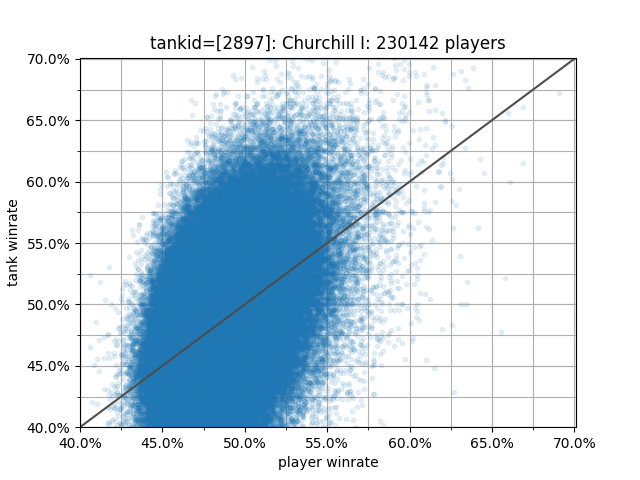 tankid=[2897]: Churchill I: 230142 players
70.0%
65.0%
60.0%
55.0%
50.0%
45.0%
40.0%
tank winrate
40.0% 45.0% 50.0% 55.0% 60.0% 65.0% 70.0%
player winrate